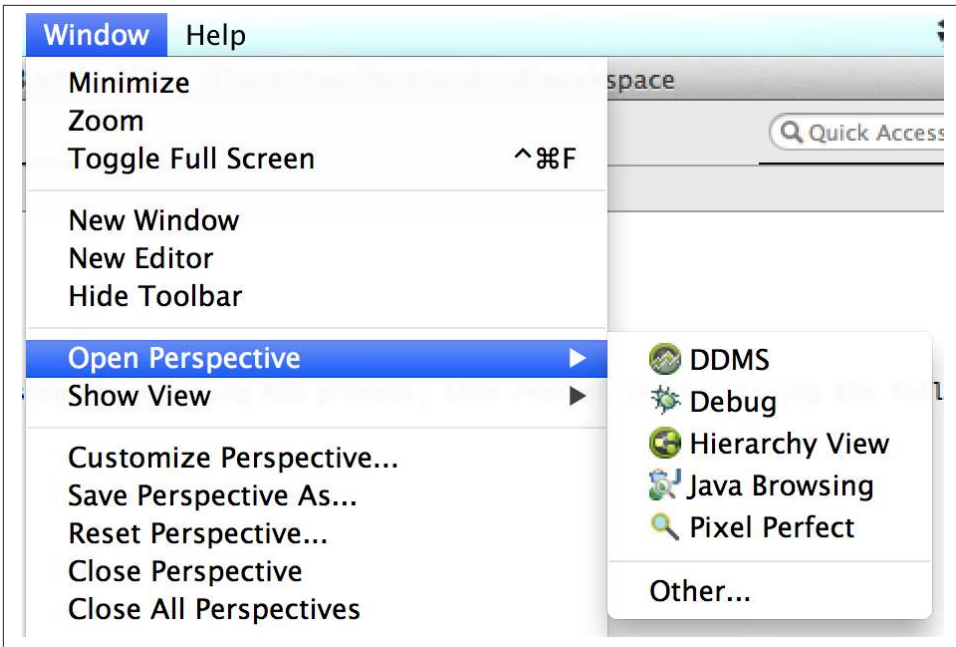 Window Help
space
Quick Access
Minimize
Zoom
Toggle Full Screen ^⌘F
New Window
New Editor
Hide Toolbar
Open Perspective ▶
Show View ▶
Customize Perspective...
Save Perspective As...
Reset Perspective...
Close Perspective
Close All Perspectives
DDMS
Debug
Hierarchy View
Java Browsing
Pixel Perfect
Other...